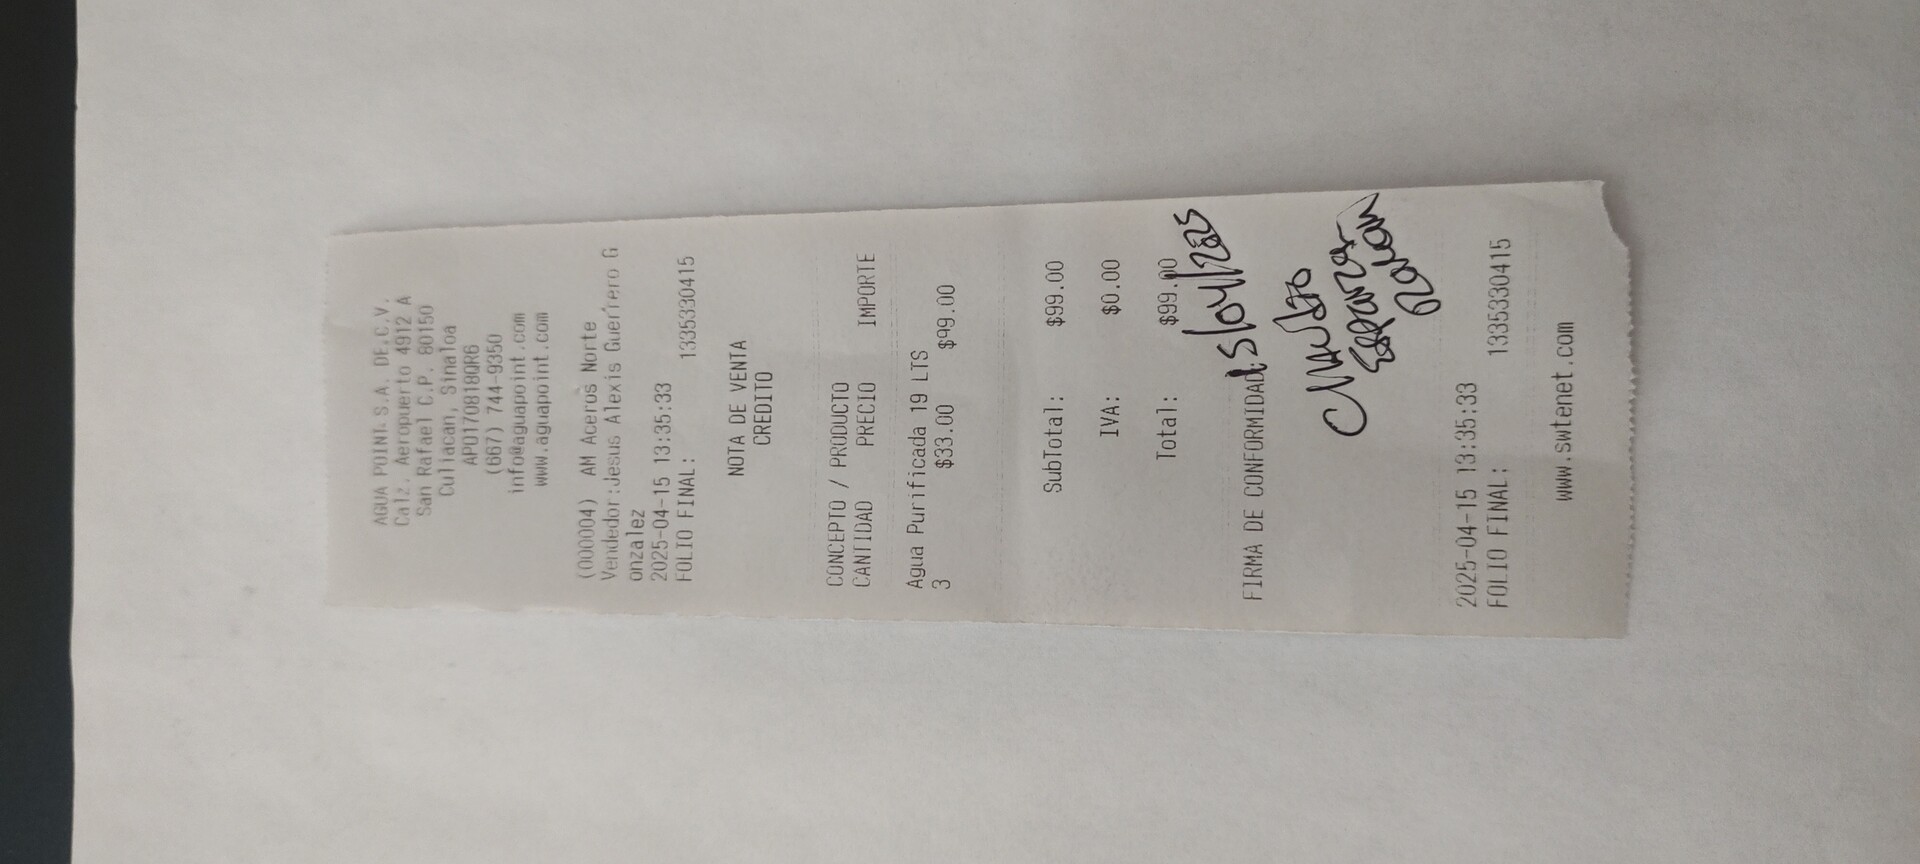 AGUA POINT S.A. DE.C.V.
Calz. Aeropuerto 4912 A
San Rafael C.P. 80150
Culiacan, Sinaloa
APO170818QR6
(667) 744-9350
info@aguapoint.com
www.aguapoint.com
(000004) AM Aceros Norte
Vendedor:Jesus Alexis Guerrero G
onzalez
2025-04-15 13:35:33
FOLIO FINAL: 1335330415
NOTA DE VENTA
CREDITO
CONCEPTO / PRODUCTO
CANTIDAD PRECIO IMPORTE
Agua Purificada 19 LTS
3 $33.00 $99.00
SubTotal: $99.00
IVA: $0.00
Total: $99.00
15/04/2025
FIRMA DE CONFORMIDAD:
2025-04-15 13:35:33
FOLIO FINAL: 1335330415
www.swtenet.com